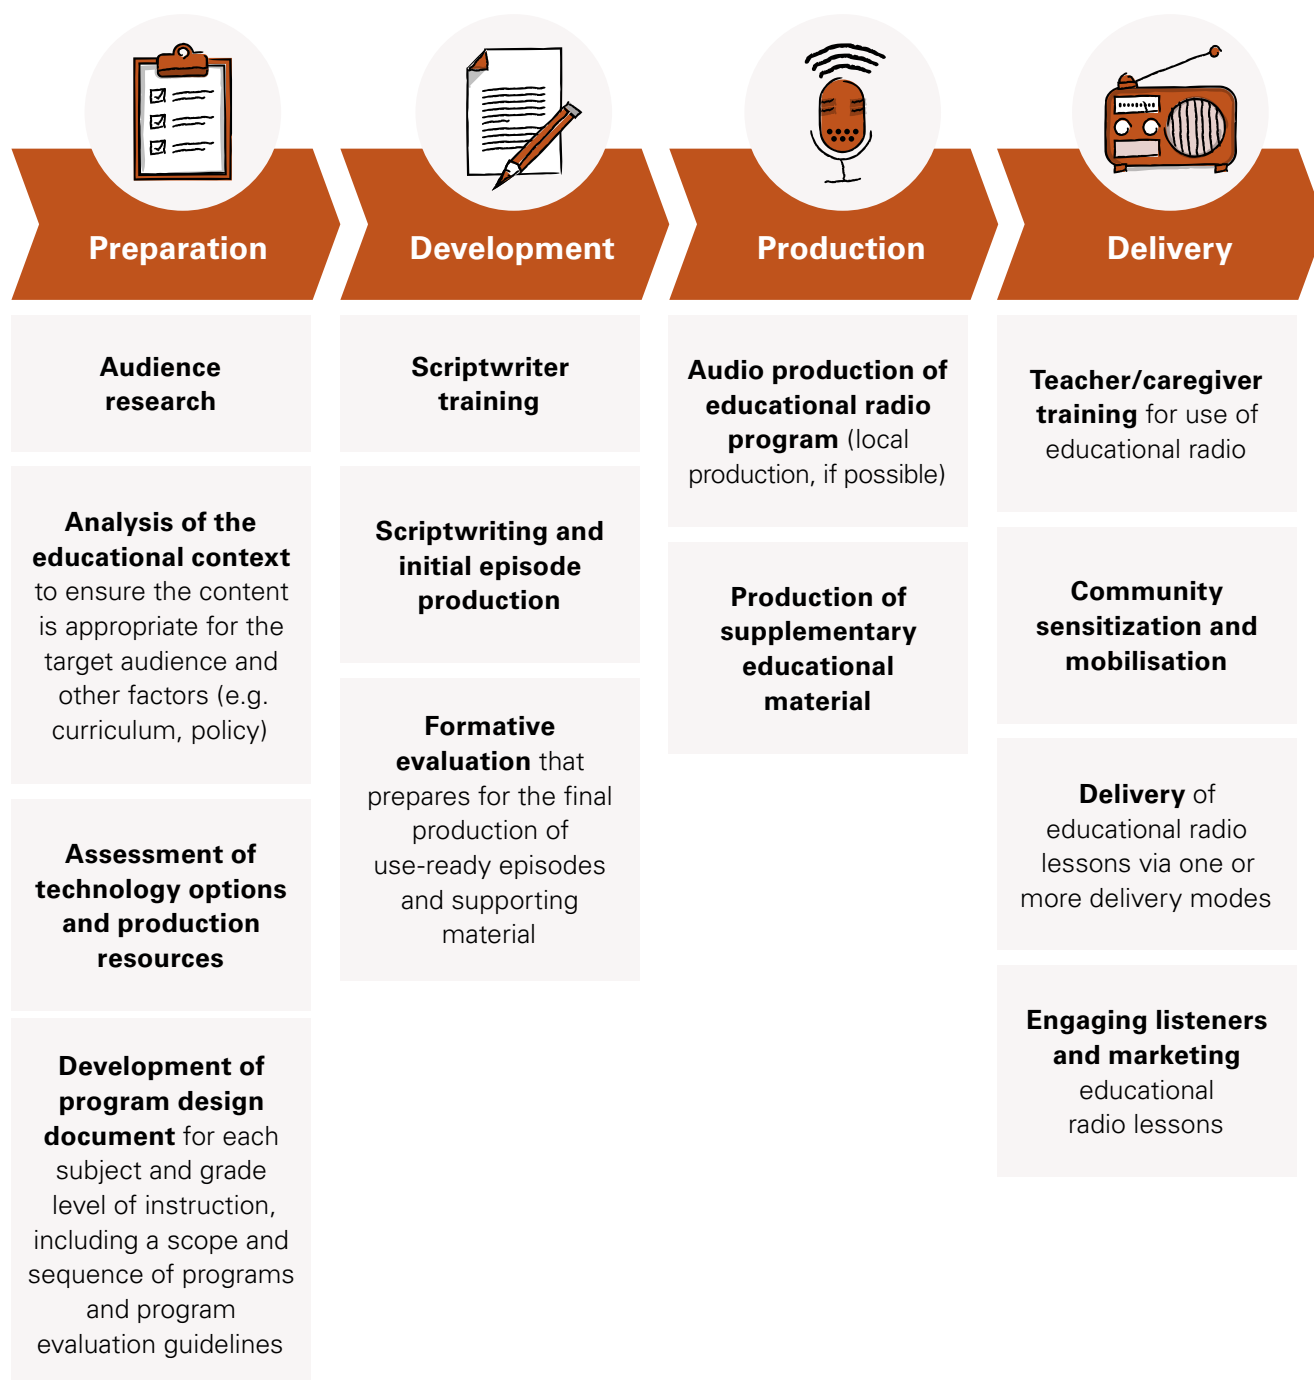 Preparation
Audience
research
Analysis of the
educational context
to ensure the content
is appropriate for the
target audience and
other factors (e.g.
curriculum, policy)
Assessment of
technology options
and production
resources
Development of
program design
document for each
subject and grade
level of instruction,
including a scope and
sequence of programs
and program
evaluation guidelines
Development
Scriptwriter
training
Scriptwriting and
initial episode
production
Formative
evaluation that
prepares for the final
production of
use-ready episodes
and supporting
material
Production
Audio production of
educational radio
program (local
production, if possible)
Production of
supplementary
educational
material
Delivery
Teacher/caregiver
training for use of
educational radio
Community
sensitization and
mobilisation
Delivery of
educational radio
lessons via one or
more delivery modes
Engaging listeners
and marketing
educational
radio lessons